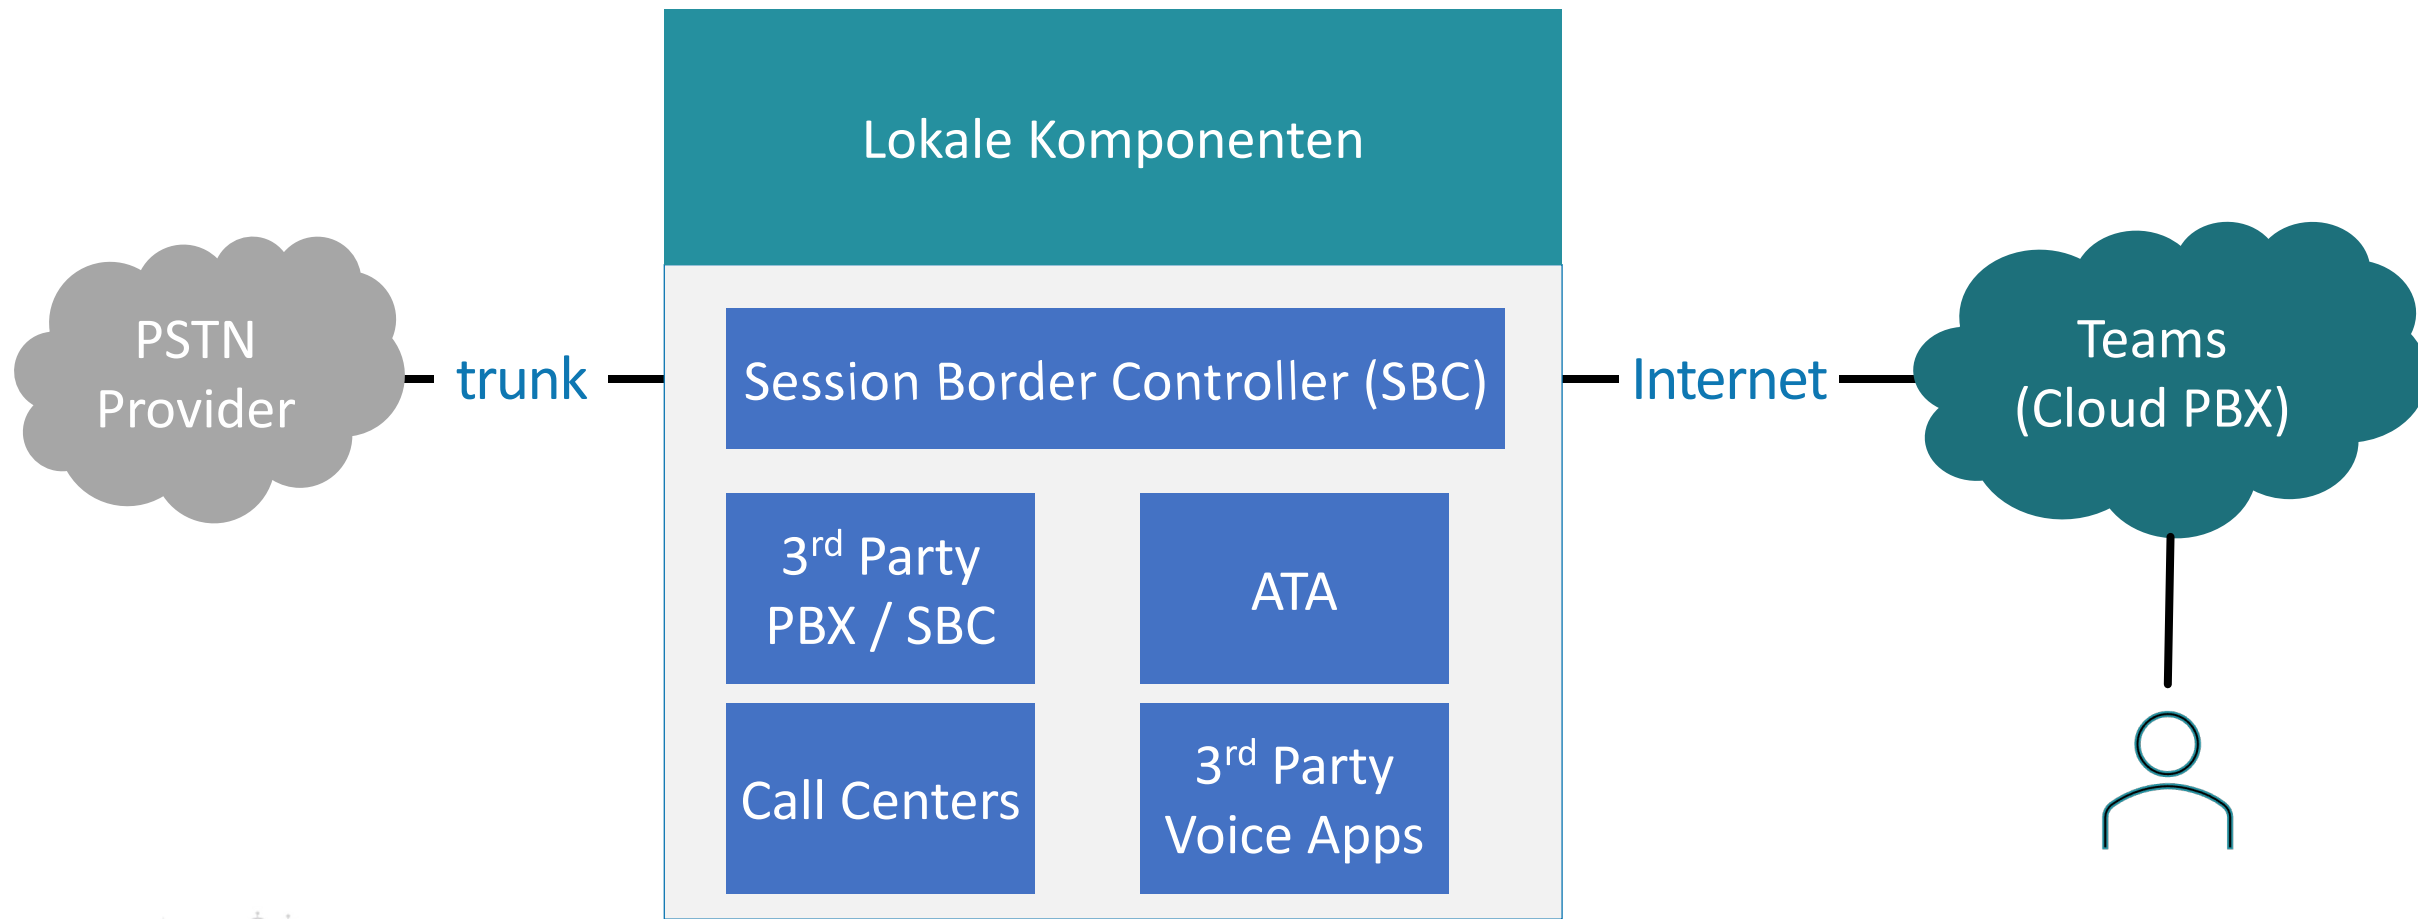 Lokale Komponenten
PSTN
Provider
trunk
Session Border Controller (SBC)
Internet
Teams
(Cloud PBX)
3rd Party
PBX / SBC
ATA
Call Centers
3rd Party
Voice Apps